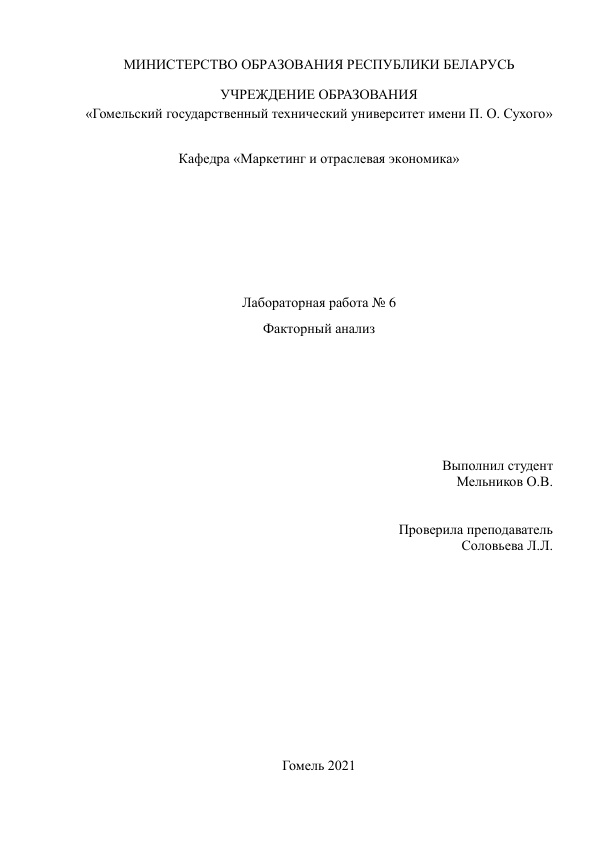 МИНИСТЕРСТВО ОБРАЗОВАНИЯ РЕСПУБЛИКИ БЕЛАРУСЬ
УЧРЕЖДЕНИЕ ОБРАЗОВАНИЯ
«Гомельский государственный технический университет имени П. О. Сухого»
Кафедра «Маркетинг и отраслевая экономика»
Лабораторная работа № 6
Факторный анализ
Выполнил студент
Мельников О.В.
Проверила преподаватель
Соловьева Л.Л.
Гомель 2021